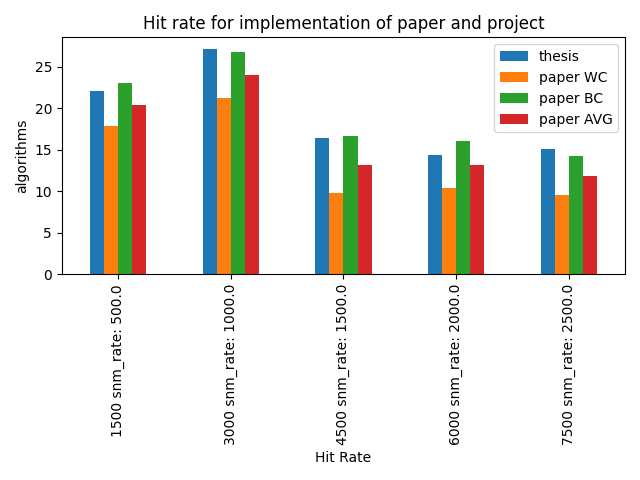 Hit rate for implementation of paper and project
algorithms
25
20
15
10
5
0
thesis
paper WC
paper BC
paper AVG
1500 snm_rate: 500.0
3000 snm_rate: 1000.0
4500 snm_rate: 1500.0
6000 snm_rate: 2000.0
7500 snm_rate: 2500.0
Hit Rate